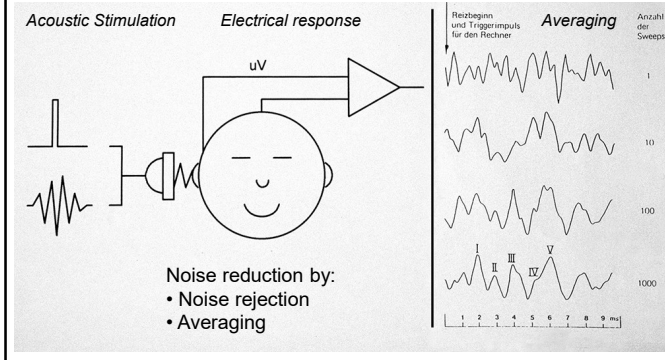 Acoustic Stimulation
Electrical response
uV
Noise reduction by:
• Noise rejection
• Averaging
Reizbeginn
und Triggerimpuls
für den Rechner
Averaging
Anzahl
der
Sweeps
1
10
100
I
II
III
IV
V
1000
1 2 3 4 5 6 7 8 9 ms